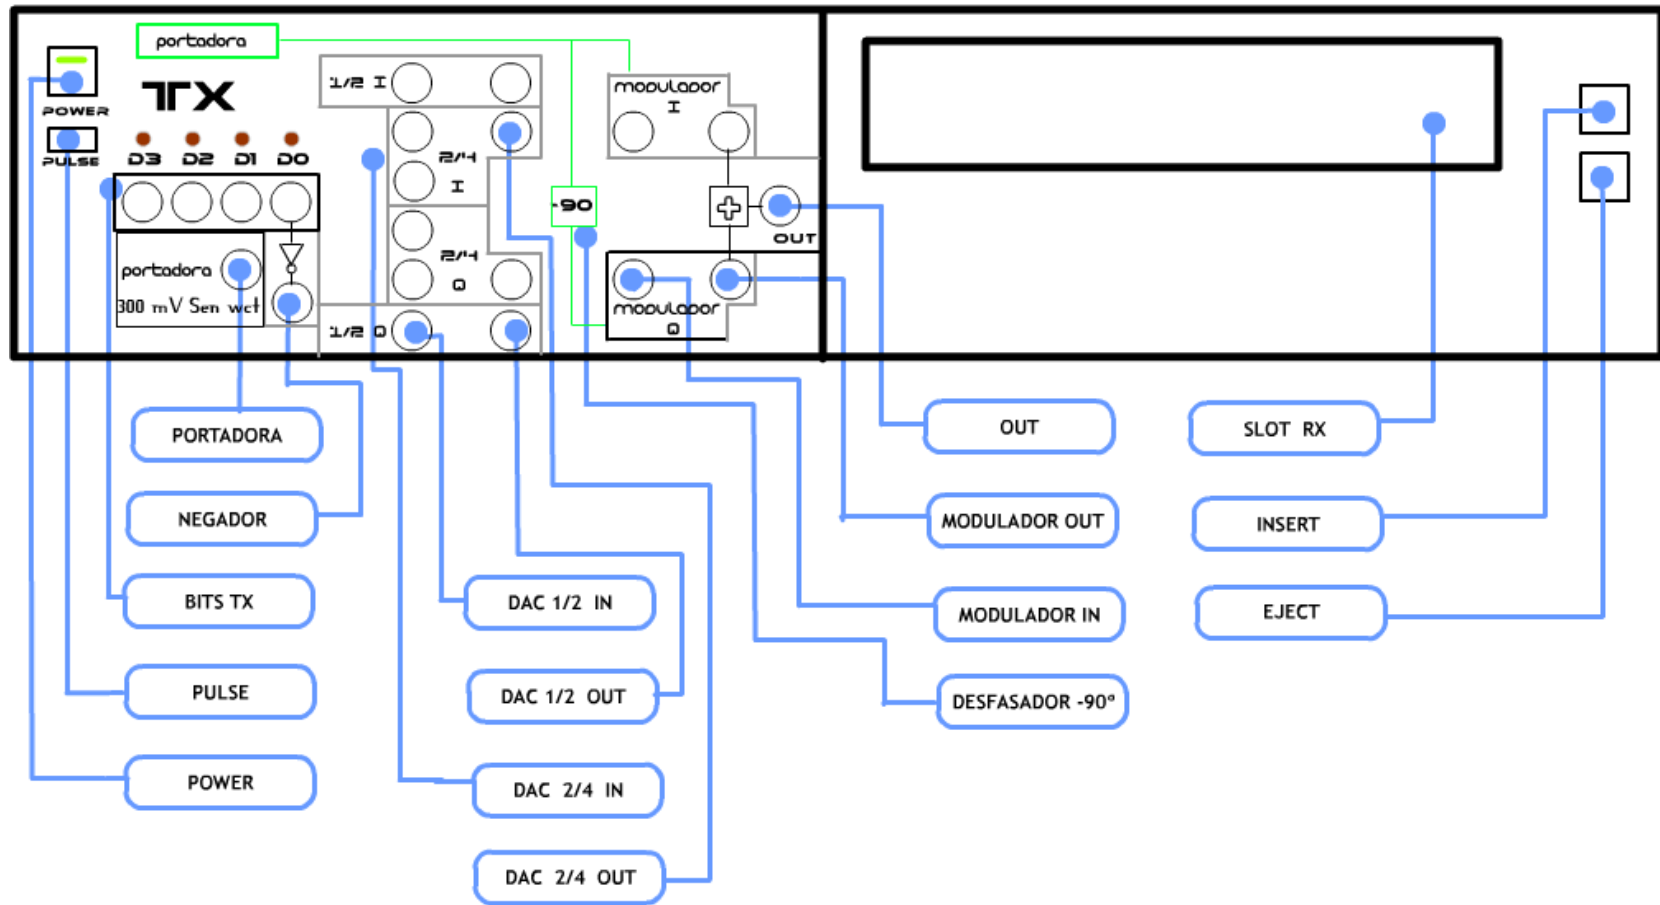 portadora
POWER
TX
PULSE
D3 D2 D1 D0
portadora
300 mV Sen wct
1/2 I
2/4
I
2/4
Q
1/2 Q
-90
modulador
I
OUT
modulador
Q
PORTADORA
NEGADOR
BITS TX
PULSE
POWER
DAC 1/2 IN
DAC 1/2 OUT
DAC 2/4 IN
DAC 2/4 OUT
OUT
MODULADOR OUT
MODULADOR IN
DESFASADOR -90º
SLOT RX
INSERT
EJECT